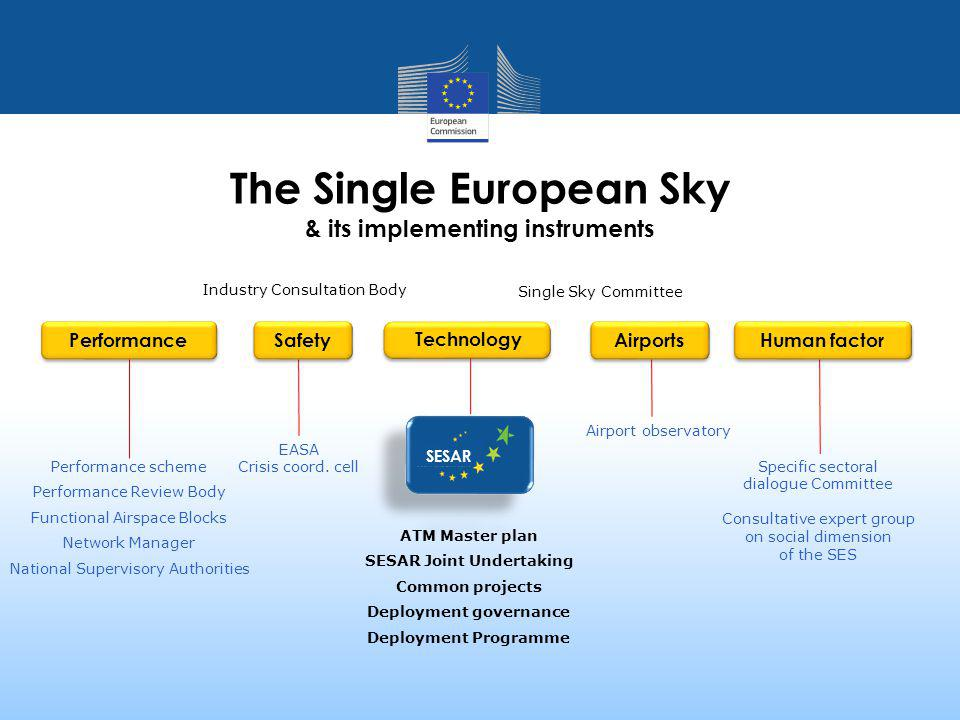 European
Commission
The Single European Sky
& its implementing instruments
Industry Consultation Body
Single Sky Committee
Performance
Safety
Technology
Airports
Human factor
Performance scheme
Performance Review Body
Functional Airspace Blocks
Network Manager
National Supervisory Authorities
EASA
Crisis coord. cell
SESAR
ATM Master plan
SESAR Joint Undertaking
Common projects
Deployment governance
Deployment Programme
Airport observatory
Specific sectoral
dialogue Committee
Consultative expert group
on social dimension
of the SES